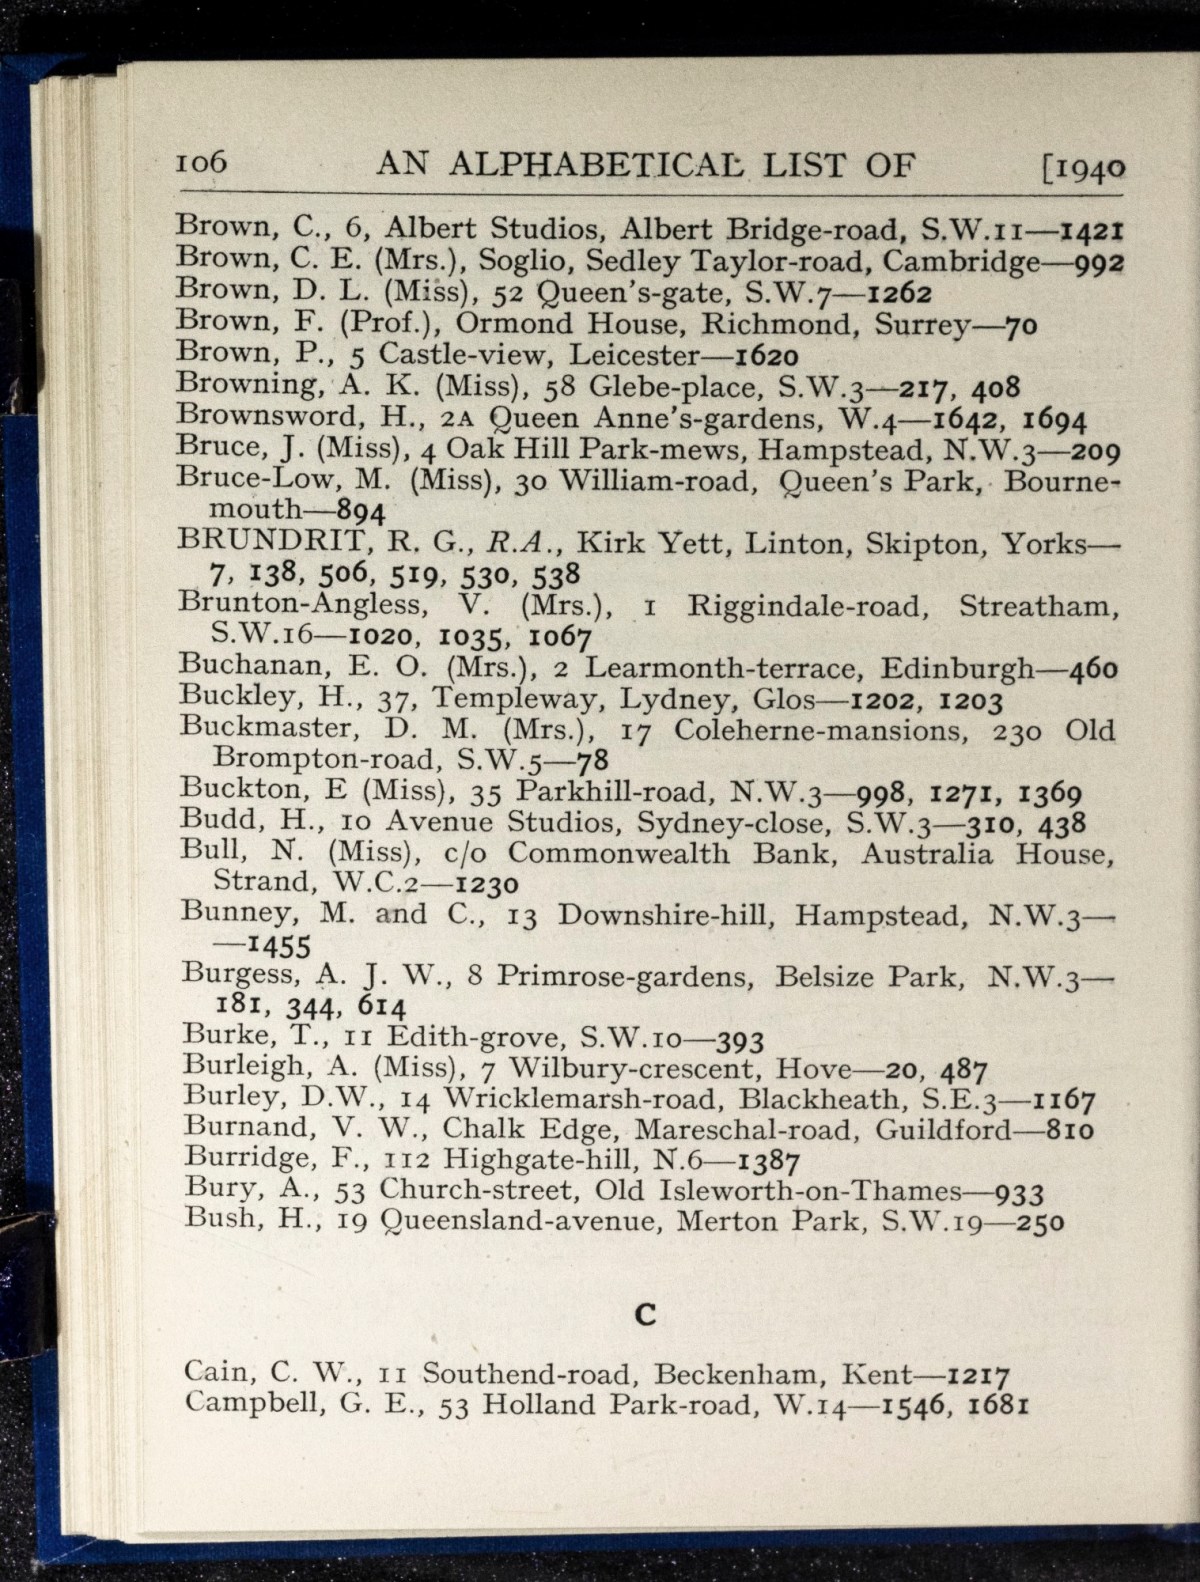 106 AN ALPHABETICAL LIST OF [1940
Brown, C., 6, Albert Studios, Albert Bridge-road, S.W.11—1421
Brown, C. E. (Mrs.), Soglio, Sedley Taylor-road, Cambridge—992
Brown, D. L. (Miss), 52 Queen's-gate, S.W.7—1262
Brown, F. (Prof.), Ormond House, Richmond, Surrey—70
Brown, P., 5 Castle-view, Leicester—1620
Browning, A. K. (Miss), 58 Glebe-place, S.W.3—217, 408
Brownsword, H., 2A Queen Anne's-gardens, W.4—1642, 1694
Bruce, J. (Miss), 4 Oak Hill Park-mews, Hampstead, N.W.3—209
Bruce-Low, M. (Miss), 30 William-road, Queen's Park, Bourne-
mouth—894
BRUNDRIT, R. G., R.A., Kirk Yett, Linton, Skipton, Yorks—
7, 138, 506, 519, 530, 538
Brunton-Angless, V. (Mrs.), 1 Riggindale-road, Streatham,
S.W.16—1020, 1035, 1067
Buchanan, E. O. (Mrs.), 2 Learmonth-terrace, Edinburgh—460
Buckley, H., 37, Templeway, Lydney, Glos—1202, 1203
Buckmaster, D. M. (Mrs.), 17 Coleherne-mansions, 230 Old
Brompton-road, S.W.5—78
Buckton, E (Miss), 35 Parkhill-road, N.W.3—998, 1271, 1369
Budd, H., 10 Avenue Studios, Sydney-close, S.W.3—310, 438
Bull, N. (Miss), c/o Commonwealth Bank, Australia House,
Strand, W.C.2—1230
Bunney, M. and C., 13 Downshire-hill, Hampstead, N.W.3—
—1455
Burgess, A. J. W., 8 Primrose-gardens, Belsize Park, N.W.3—
181, 344, 614
Burke, T., 11 Edith-grove, S.W.10—393
Burleigh, A. (Miss), 7 Wilbury-crescent, Hove—20, 487
Burley, D.W., 14 Wricklemarsh-road, Blackheath, S.E.3—1167
Burnand, V. W., Chalk Edge, Mareschal-road, Guildford—810
Burridge, F., 112 Highgate-hill, N.6—1387
Bury, A., 53 Church-street, Old Isleworth-on-Thames—933
Bush, H., 19 Queensland-avenue, Merton Park, S.W.19—250
C
Cain, C. W., 11 Southend-road, Beckenham, Kent—1217
Campbell, G. E., 53 Holland Park-road, W.14—1546, 1681